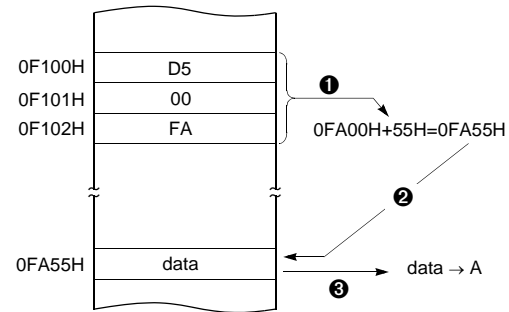 0F100H D5
0F101H 00
0F102H FA
❶
0FA00H+55H=0FA55H
❷
0FA55H data
❸
data → A